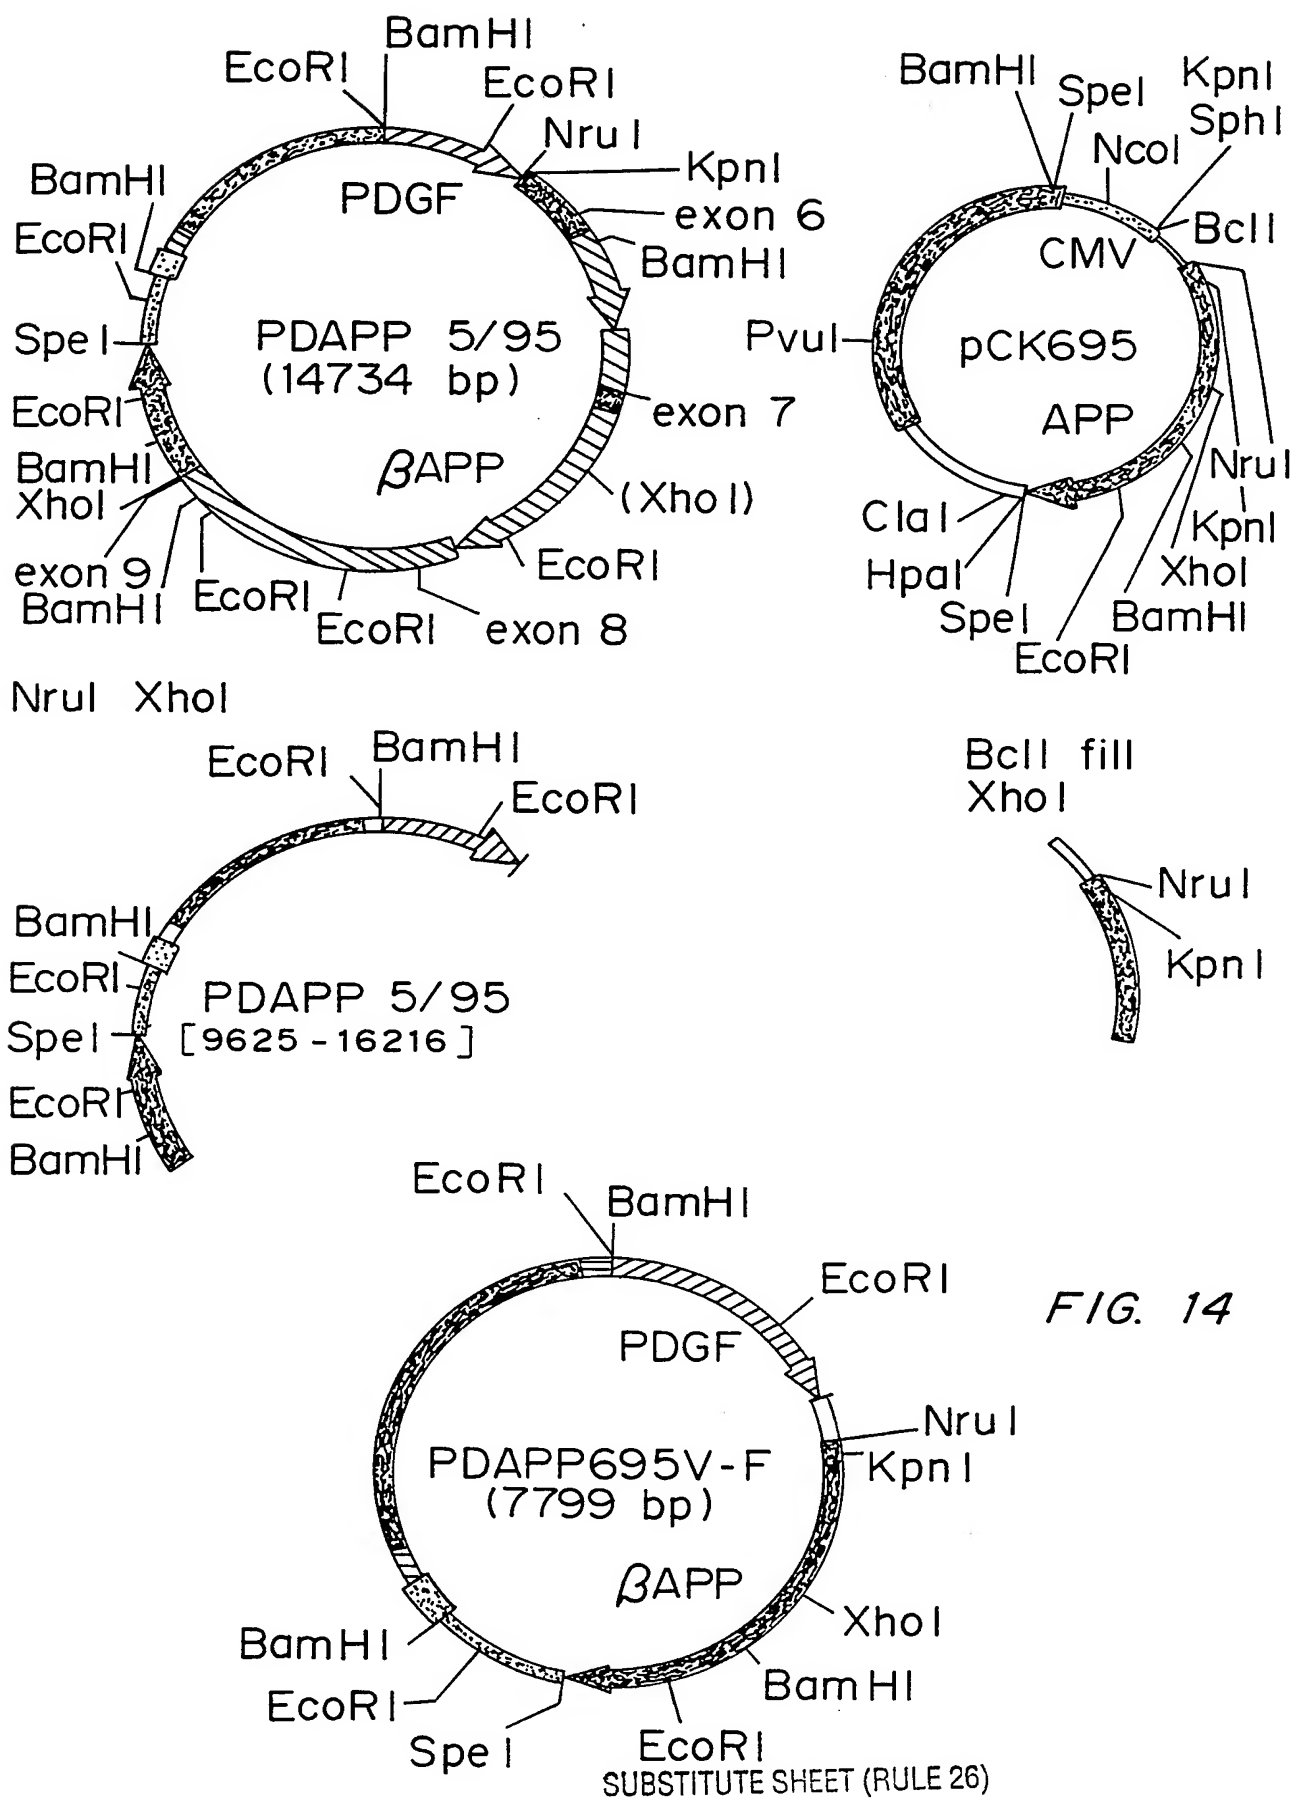 BamHI
EcoRI
EcoRI
NruI
KpnI
exon 6
BamHI
BamHI
EcoRI
SpeI
EcoRI
BamHI
XhoI
exon 9
BamHI
EcoRI
EcoRI
exon 8
EcoRI
(XhoI)
exon 7
PDGF
PDAPP 5/95
(14734 bp)
βAPP
BamHI
SpeI
KpnI
SphI
NcoI
BclI
CMV
PvuI
pCK695
APP
NruI
KpnI
XhoI
BamHI
EcoRI
SpeI
HpaI
ClaI
NruI XhoI
EcoRI
BamHI
EcoRI
BamHI
EcoRI
SpeI
PDAPP 5/95
[9625-16216]
EcoRI
BamHI
BclI fill
XhoI
NruI
KpnI
EcoRI
BamHI
EcoRI
PDGF
FIG. 14
NruI
KpnI
PDAPP695V-F
(7799 bp)
βAPP
XhoI
BamHI
BamHI
EcoRI
SpeI
EcoRI
SUBSTITUTE SHEET (RULE 26)